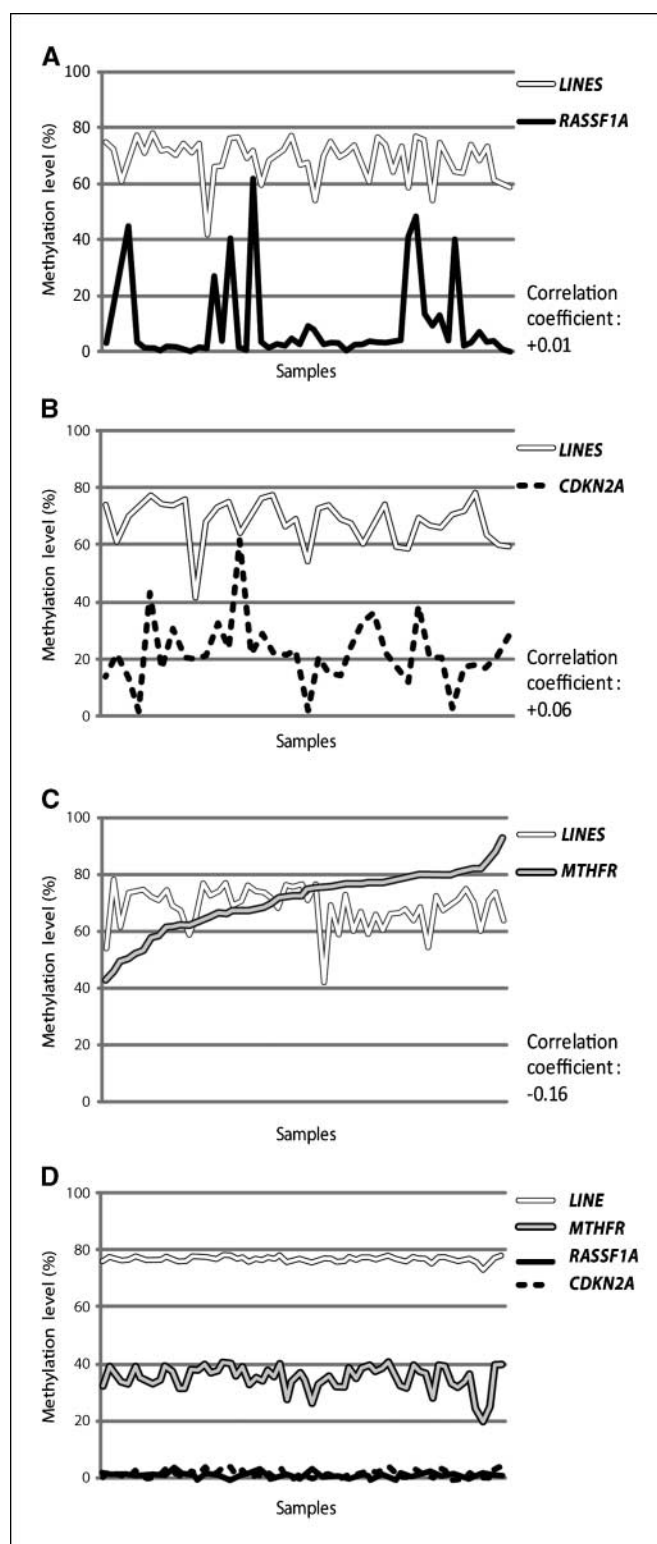 A
100
80
60
40
20
0
Methylation level (%)
Samples
LINES
RASSF1A
Correlation
coefficient :
+0.01
B
100
80
60
40
20
0
Methylation level (%)
Samples
LINES
CDKN2A
Correlation
coefficient :
+0.06
C
100
80
60
40
20
0
Methylation level (%)
Samples
LINES
MTHFR
Correlation
coefficient :
-0.16
D
100
80
60
40
20
0
Methylation level (%)
Samples
LINE
MTHFR
RASSF1A
CDKN2A